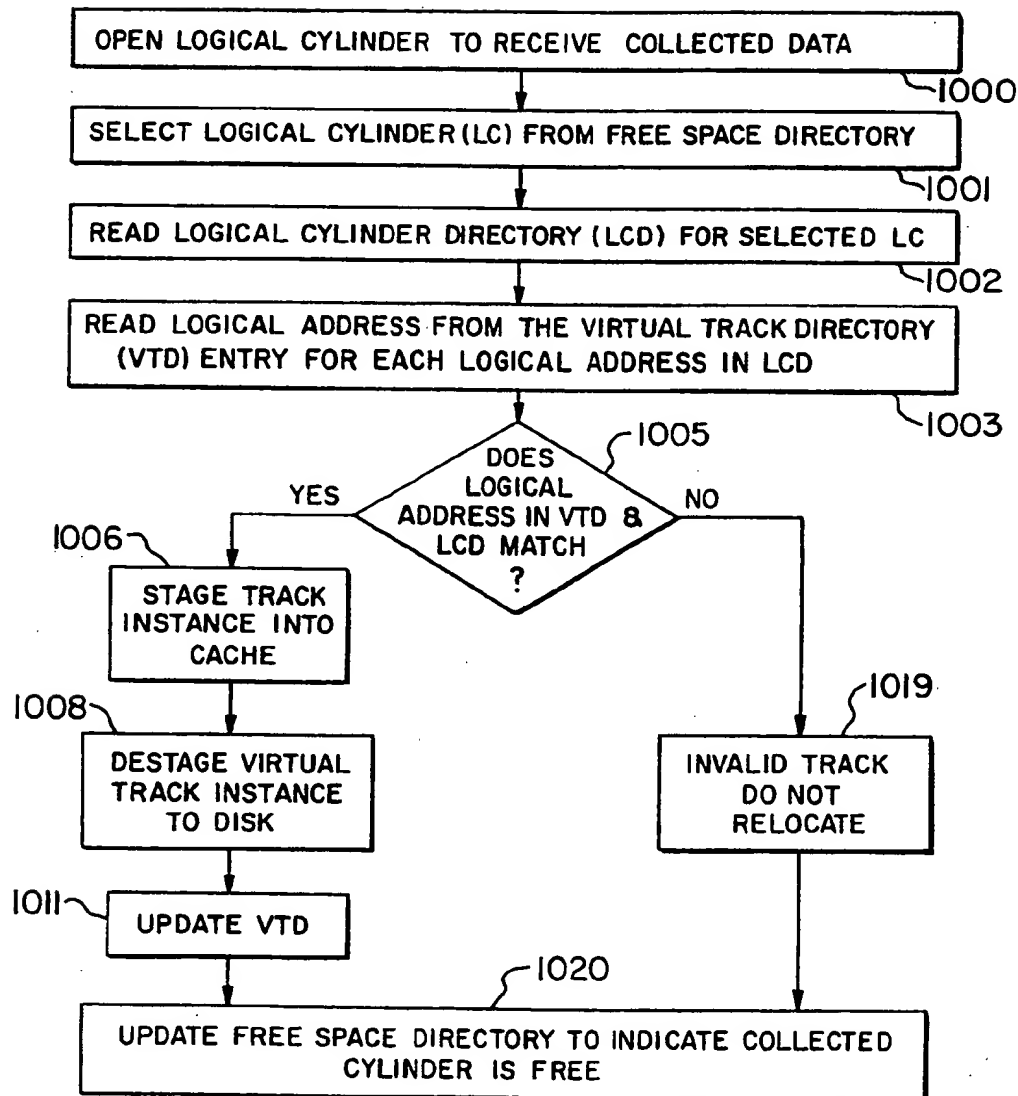 OPEN LOGICAL CYLINDER TO RECEIVE COLLECTED DATA
1000
SELECT LOGICAL CYLINDER (LC) FROM FREE SPACE DIRECTORY
1001
READ LOGICAL CYLINDER DIRECTORY (LCD) FOR SELECTED LC
1002
READ LOGICAL ADDRESS FROM THE VIRTUAL TRACK DIRECTORY
(VTD) ENTRY FOR EACH LOGICAL ADDRESS IN LCD
1003
1005
DOES
LOGICAL
ADDRESS IN VTD &
LCD MATCH
?
YES
NO
1006
STAGE TRACK
INSTANCE INTO
CACHE
1008
DESTAGE VIRTUAL
TRACK INSTANCE
TO DISK
1019
INVALID TRACK
DO NOT
RELOCATE
1011
UPDATE VTD
1020
UPDATE FREE SPACE DIRECTORY TO INDICATE COLLECTED
CYLINDER IS FREE